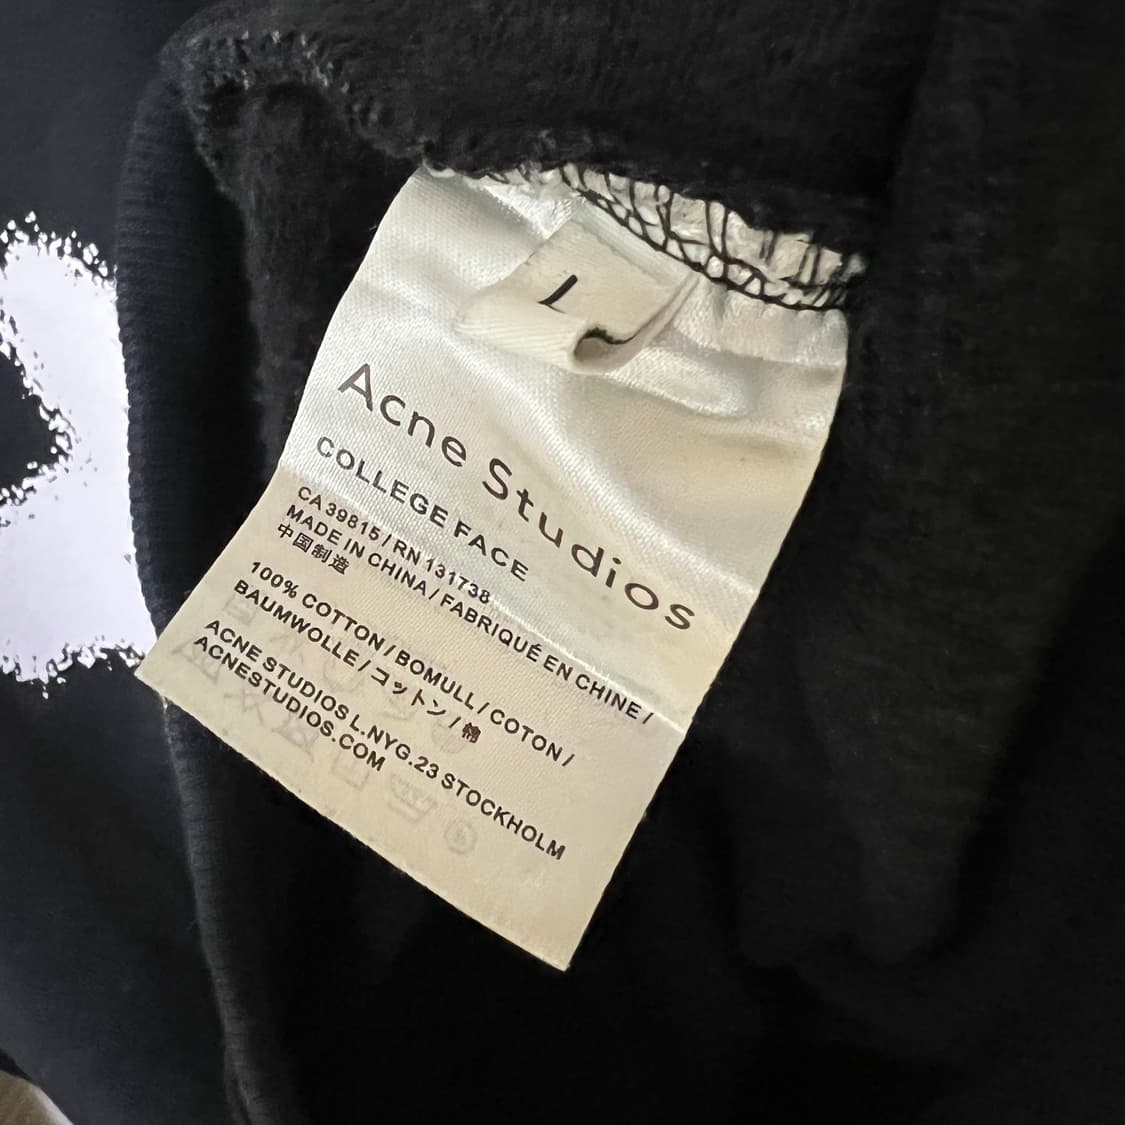 L
Acne Studios
COLLEGE FACE
CA 39815 / RN 131738
MADE IN CHINA / FABRIQUÉ EN CHINE /
中国制造
100% COTTON / BOMULL / COTON /
BAUMWOLLE / コットン / 棉
ACNE STUDIOS L.NYG.23 STOCKHOLM
ACNESTUDIOS.COM